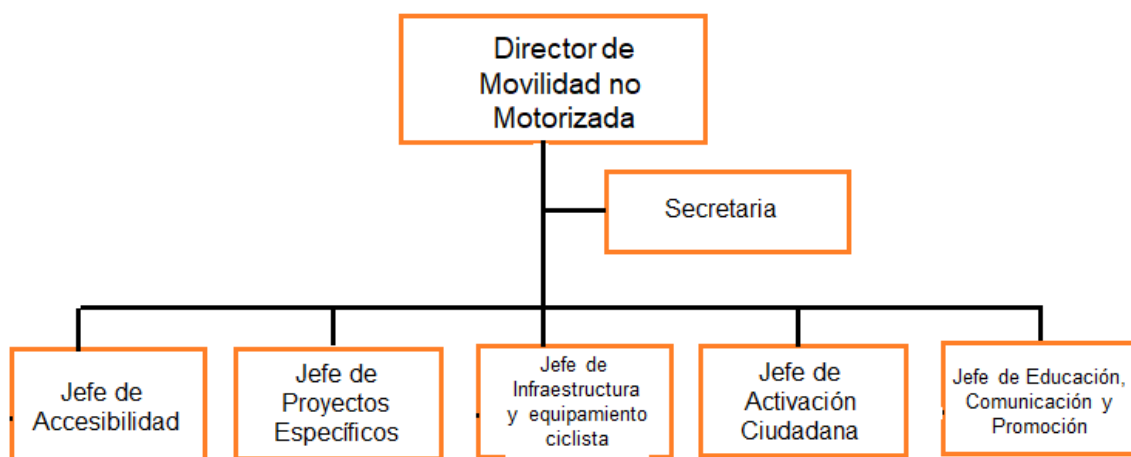 Director de
Movilidad no
Motorizada
Secretaria
Jefe de
Accesibilidad
Jefe de
Proyectos
Específicos
Jefe de
Infraestructura
y equipamiento
ciclista
Jefe de
Activación
Ciudadana
Jefe de Educación,
Comunicación y
Promoción